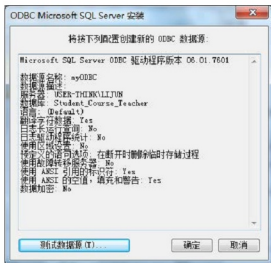 ODBC Microsoft SQL Server 安装
将按下列配置创建新的 ODBC 数据源:
Microsoft SQL Server ODBC 驱动程序版本 06.01.7601
数据源名称: myODBC
数据源描述:
服务器: USER-THINK\LIJUN
数据库: Student_Course_Teacher
语言: (Default)
翻译字符数据: Yes
日志长运行查询: No
日志驱动程序统计: No
使用区域设置: No
预定义的语句选项: 在断开时删除临时存储过程
使用故障转移服务器: No
使用 ANSI 引用的标识符: Yes
使用 ANSI 的空值,填充和警告: Yes
数据加密: No
测试数据源(T)...
确定
取消